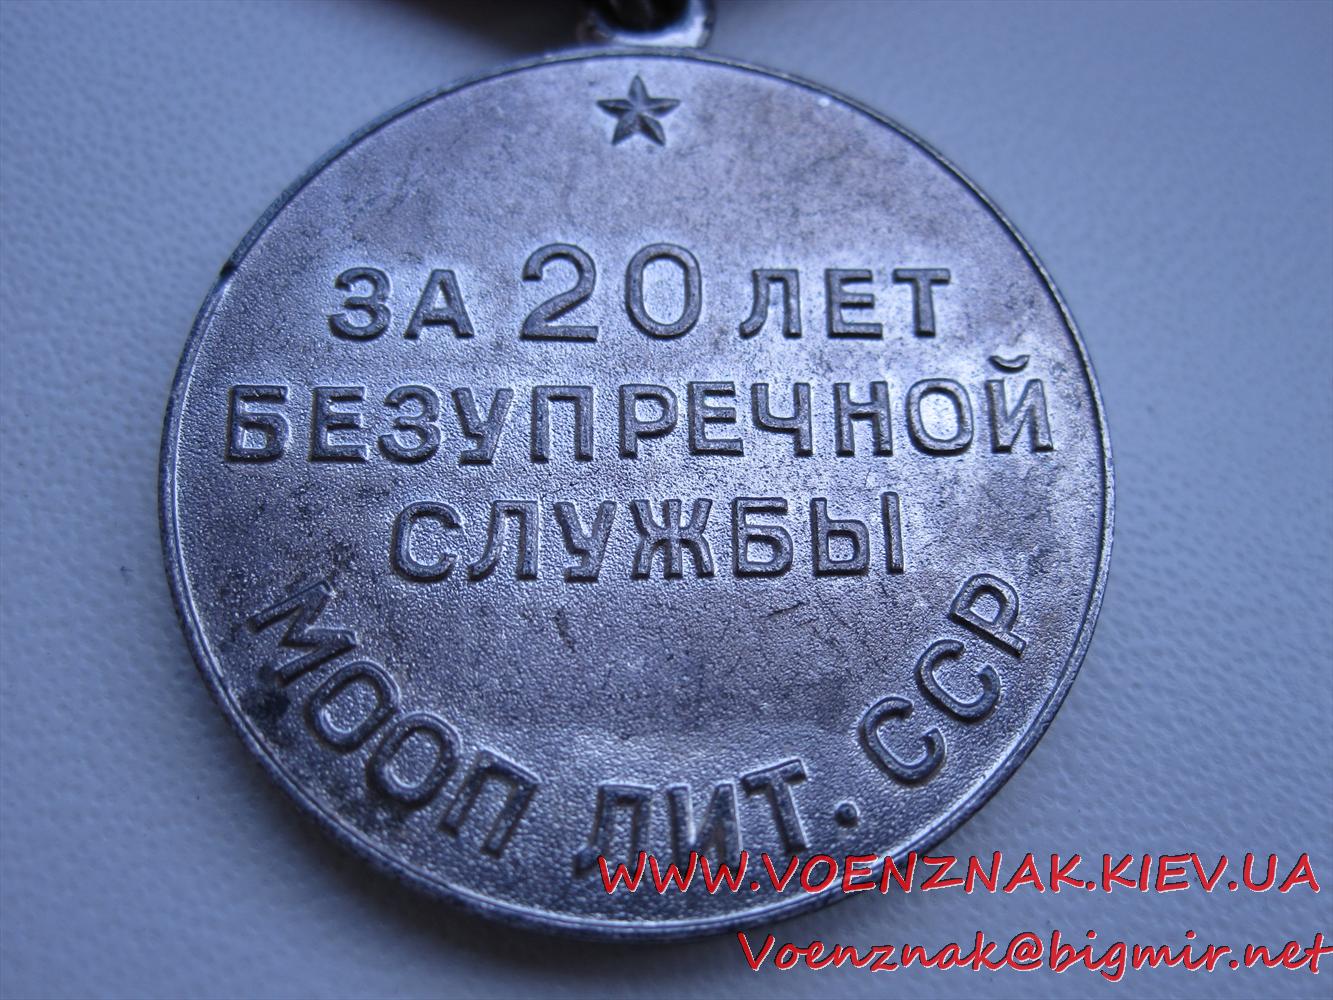 ЗА 20 ЛЕТ
БЕЗУПРЕЧНОЙ
СЛУЖБЫ
МООП ЛИТ. ССР
WWW.VOENZNAK.KIEV.UA
Voenznak@bigmir.net